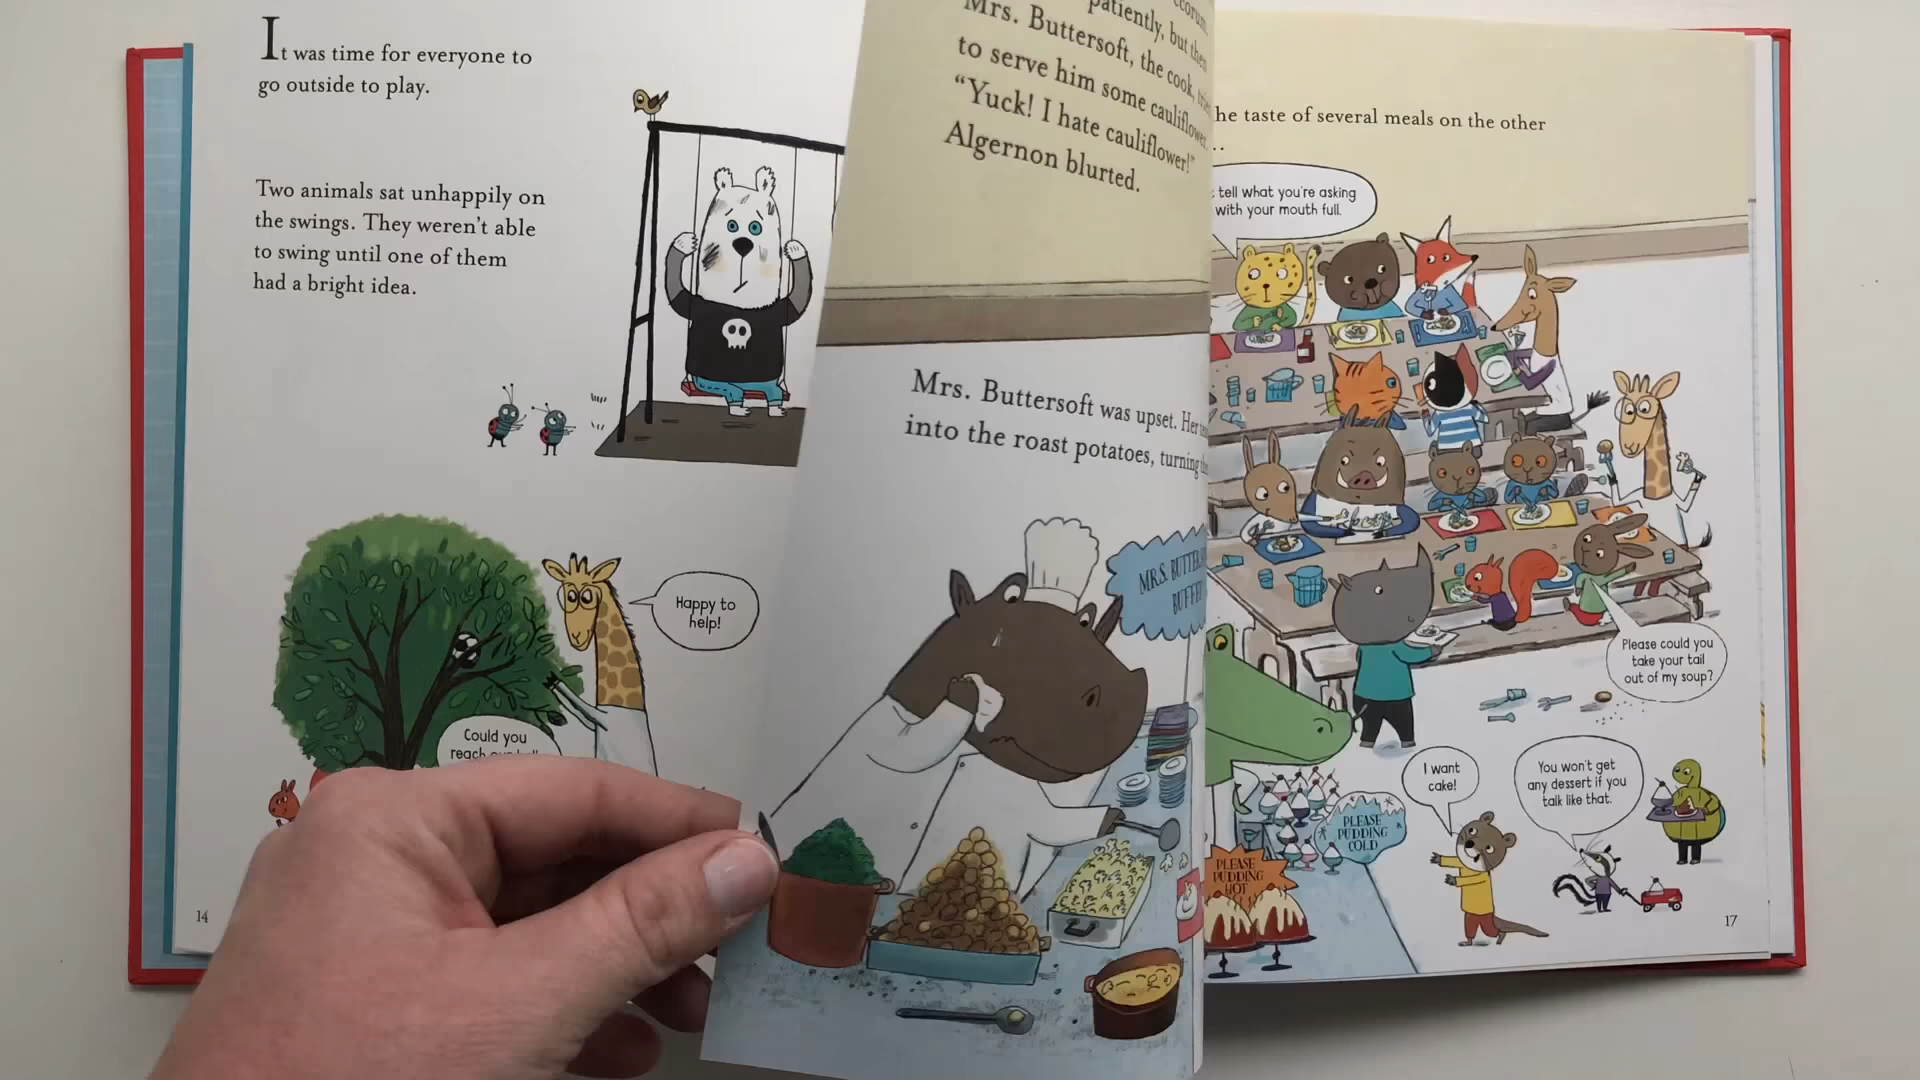 It was time for everyone to
go outside to play.
Two animals sat unhappily on
the swings. They weren't able
to swing until one of them
had a bright idea.
Happy to
help!
Could you
reach
14
patiently, but then
Mrs. Buttersoft, the cook,
to serve him some cauliflower.
"Yuck! I hate cauliflower!"
Algernon blurted.
Mrs. Buttersoft was upset. Her
into the roast potatoes, turning
MRS.
the taste of several meals on the other
tell what you're asking
with your mouth full.
Please could you
take your tail
out of my soup?
I want
cake!
You won't get
any dessert if you
talk like that.
PLEASE
PUDDING
COLD
PLEASE
PUDDING
HOT
17